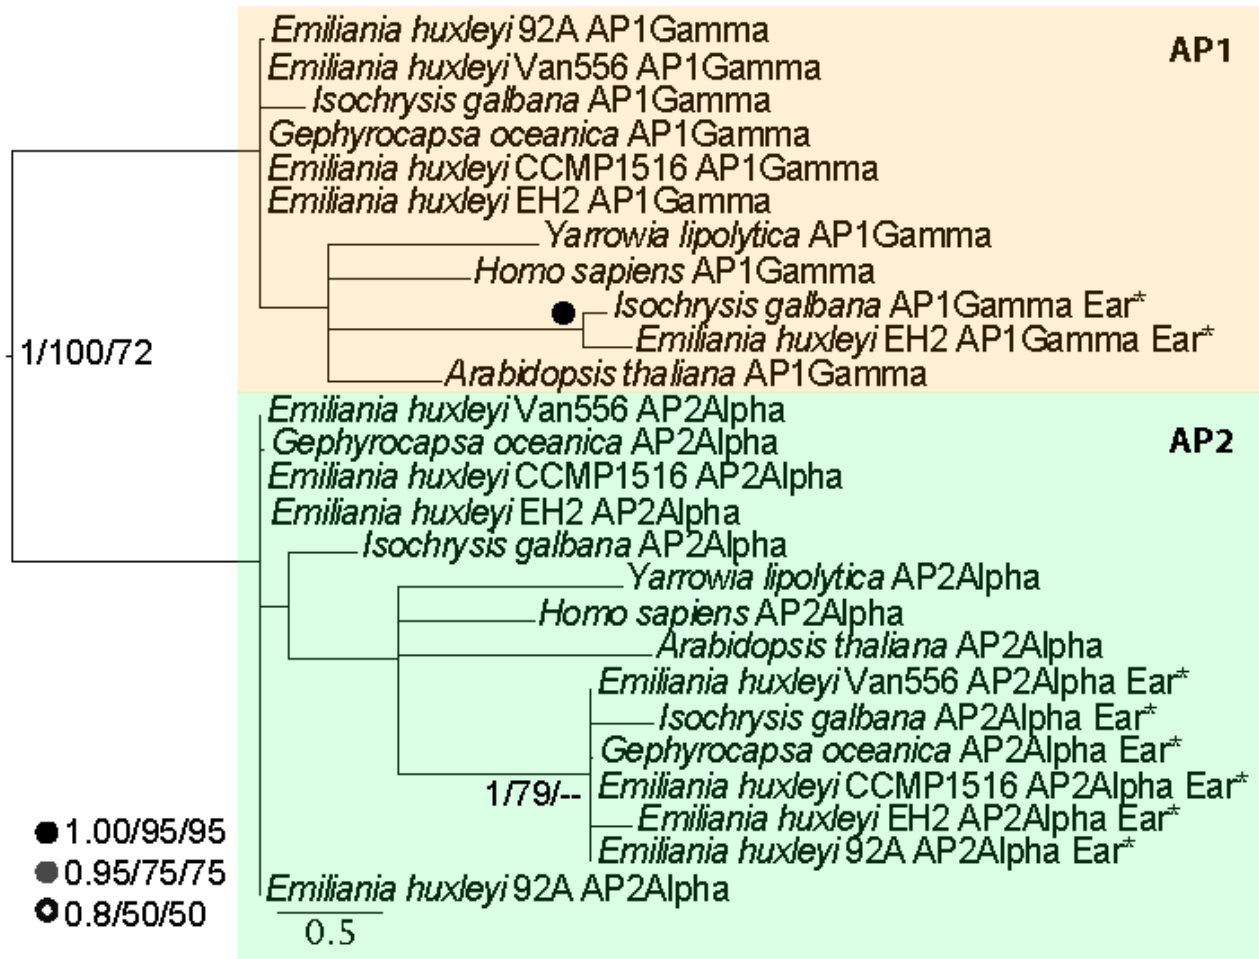 Emiliania huxleyi 92A AP1Gamma
AP1
Emiliania huxleyi Van556 AP1Gamma
Isochrysis galbana AP1Gamma
Gephyrocapsa oceanica AP1Gamma
Emiliania huxleyi CCMP1516 AP1Gamma
Emiliania huxleyi EH2 AP1Gamma
Yarrowia lipolytica AP1Gamma
Homo sapiens AP1Gamma
Isochrysis galbana AP1Gamma Ear*
Emiliania huxleyi EH2 AP1Gamma Ear*
1/100/72
Arabidopsis thaliana AP1Gamma
Emiliania huxleyi Van556 AP2Alpha
AP2
Gephyrocapsa oceanica AP2Alpha
Emiliania huxleyi CCMP1516 AP2Alpha
Emiliania huxleyi EH2 AP2Alpha
Isochrysis galbana AP2Alpha
Yarrowia lipolytica AP2Alpha
Homo sapiens AP2Alpha
Arabidopsis thaliana AP2Alpha
Emiliania huxleyi Van556 AP2Alpha Ear*
Isochrysis galbana AP2Alpha Ear*
Gephyrocapsa oceanica AP2Alpha Ear*
1/79/--
Emiliania huxleyi CCMP1516 AP2Alpha Ear*
Emiliania huxleyi EH2 AP2Alpha Ear*
Emiliania huxleyi 92A AP2Alpha Ear*
Emiliania huxleyi 92A AP2Alpha
1.00/95/95
0.95/75/75
0.8/50/50
0.5